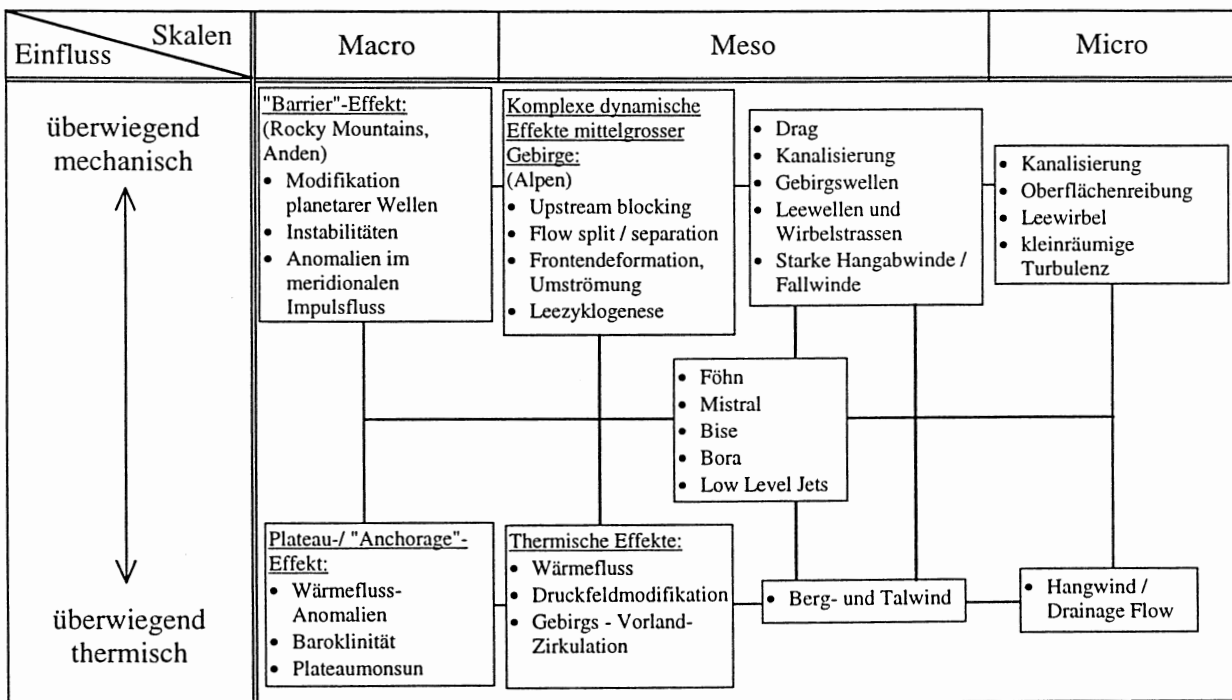 Skalen
Einfluss
Macro
Meso
Micro
überwiegend
mechanisch
"Barrier"-Effekt:
(Rocky Mountains,
Anden)
• Modifikation
planetarer Wellen
• Instabilitäten
• Anomalien im
meridionalen
Impulsfluss
Komplexe dynamische
Effekte mittelgrosser
Gebirge:
(Alpen)
• Upstream blocking
• Flow split / separation
• Frontendeformation,
Umströmung
• Leezyklogenese
• Drag
• Kanalisierung
• Gebirgswellen
• Leewellen und
Wirbelstrassen
• Starke Hangabwinde /
Fallwinde
• Kanalisierung
• Oberflächenreibung
• Leewirbel
• kleinräumige
Turbulenz
• Föhn
• Mistral
• Bise
• Bora
• Low Level Jets
überwiegend
thermisch
Plateau-/ "Anchorage"-
Effekt:
• Wärmefluss-
Anomalien
• Baroklinität
• Plateaumonsun
Thermische Effekte:
• Wärmefluss
• Druckfeldmodifikation
• Gebirgs - Vorland-
Zirkulation
• Berg- und Talwind
• Hangwind /
Drainage Flow